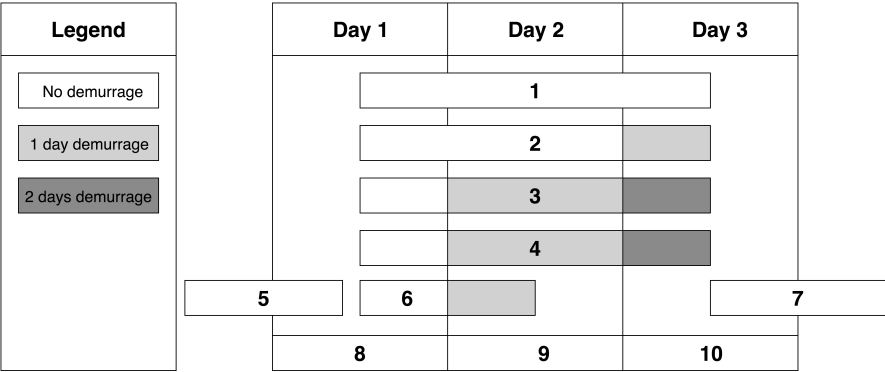 Legend
No demurrage
1 day demurrage
2 days demurrage
Day 1
Day 2
Day 3
1
2
3
4
5
6
7
8
9
10